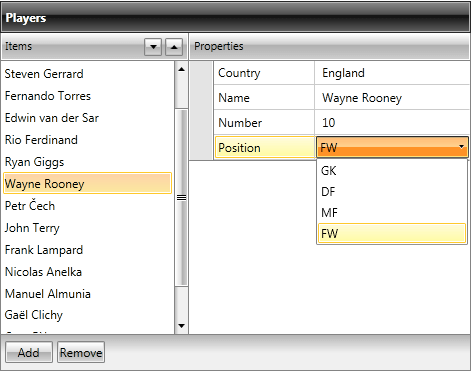 Players
Items
Properties
Steven Gerrard
Fernando Torres
Edwin van der Sar
Rio Ferdinand
Ryan Giggs
Wayne Rooney
Petr Čech
John Terry
Frank Lampard
Nicolas Anelka
Manuel Almunia
Gaël Clichy
Country England
Name Wayne Rooney
Number 10
Position FW
GK
DF
MF
FW
Add Remove